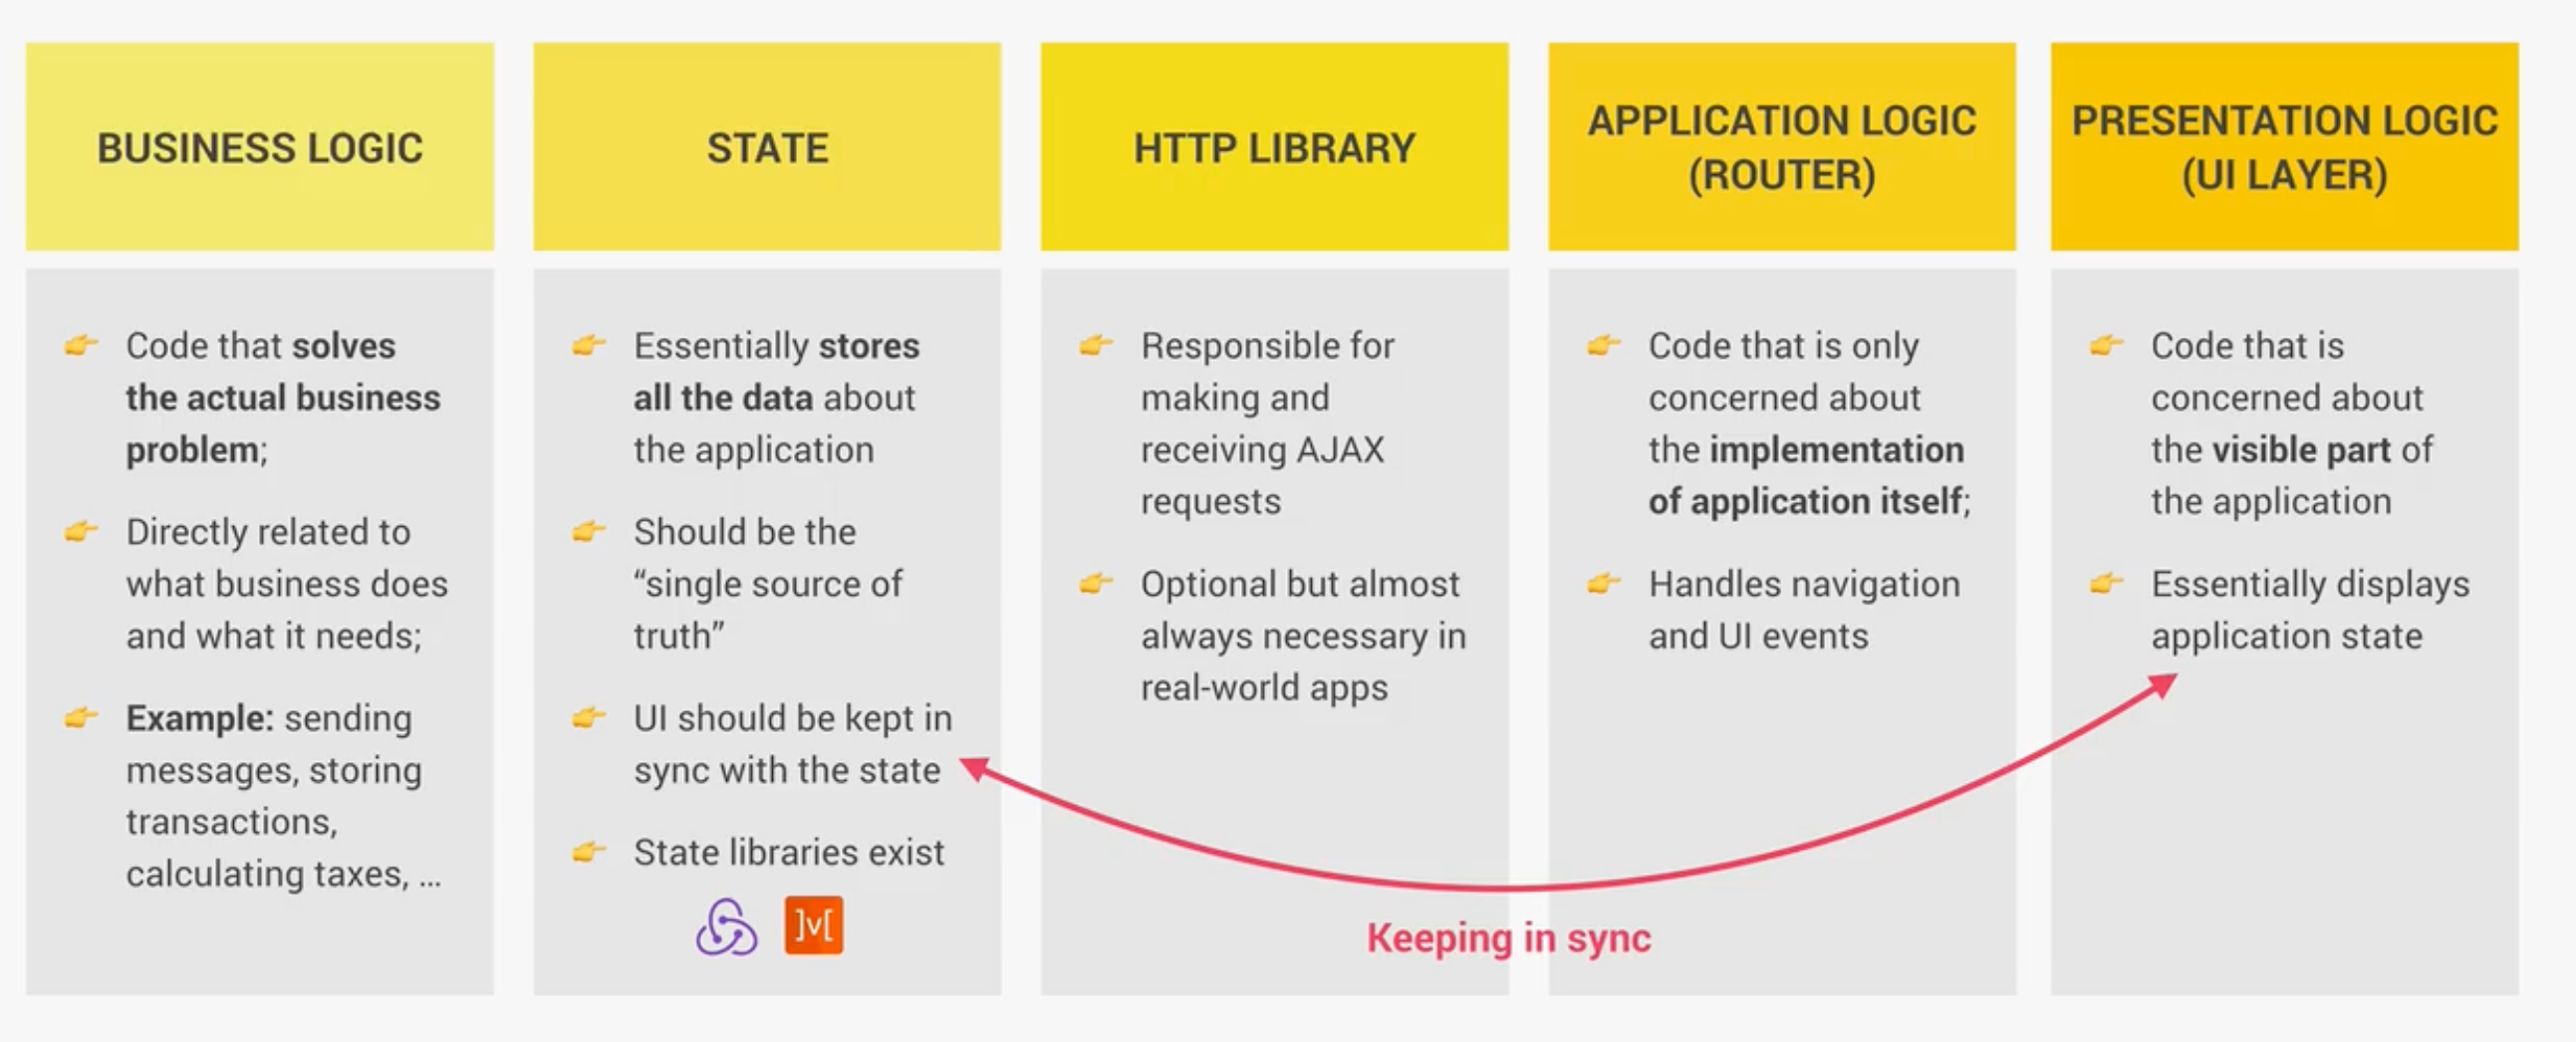 BUSINESS LOGIC
Code that solves
the actual business
problem;
Directly related to
what business does
and what it needs;
Example: sending
messages, storing
transactions,
calculating taxes, ...
STATE
Essentially stores
all the data about
the application
Should be the
“single source of
truth”
UI should be kept in
sync with the state
State libraries exist
]v[
HTTP LIBRARY
Responsible for
making and
receiving AJAX
requests
Optional but almost
always necessary in
real-world apps
APPLICATION LOGIC
(ROUTER)
Code that is only
concerned about
the implementation
of application itself;
Handles navigation
and UI events
PRESENTATION LOGIC
(UI LAYER)
Code that is
concerned about
the visible part of
the application
Essentially displays
application state
Keeping in sync